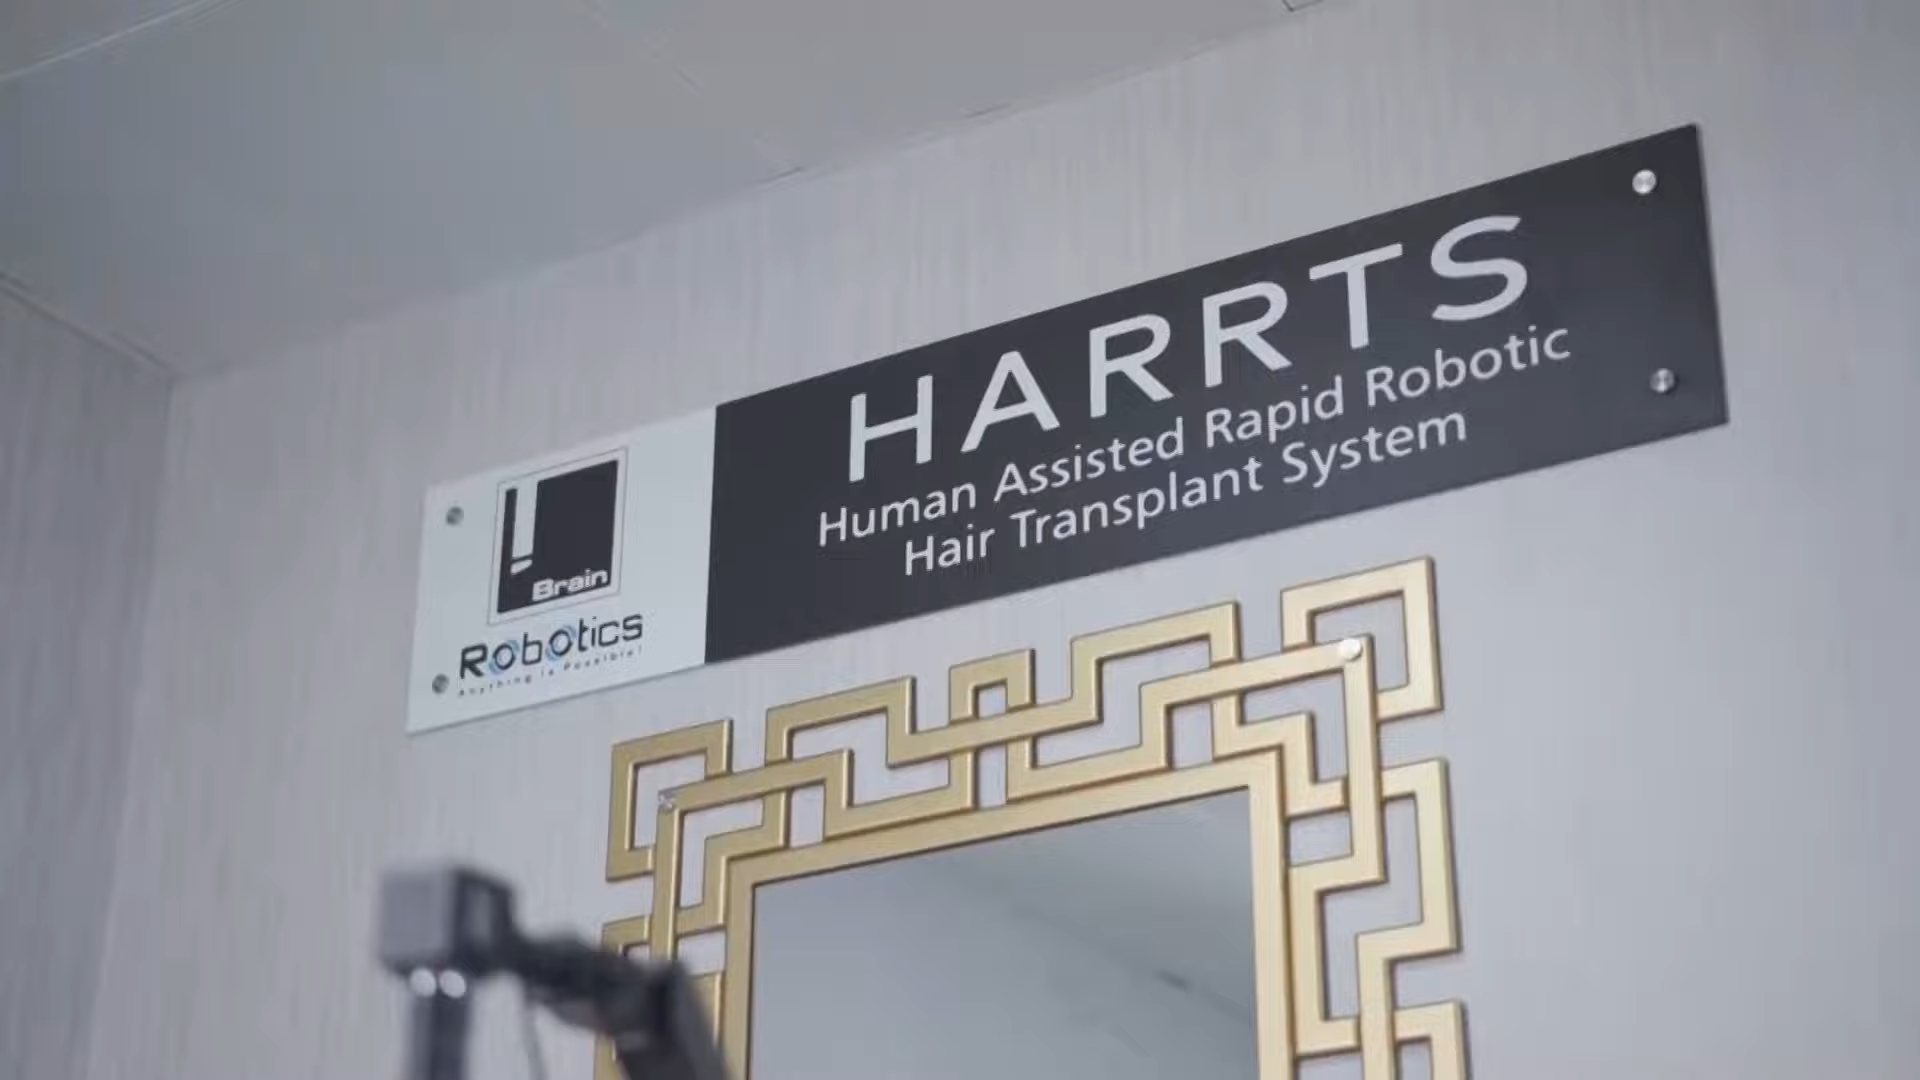 HARRTS
Human Assisted Rapid Robotic
Hair Transplant System
Brain
Robotics
Anything is Possible!